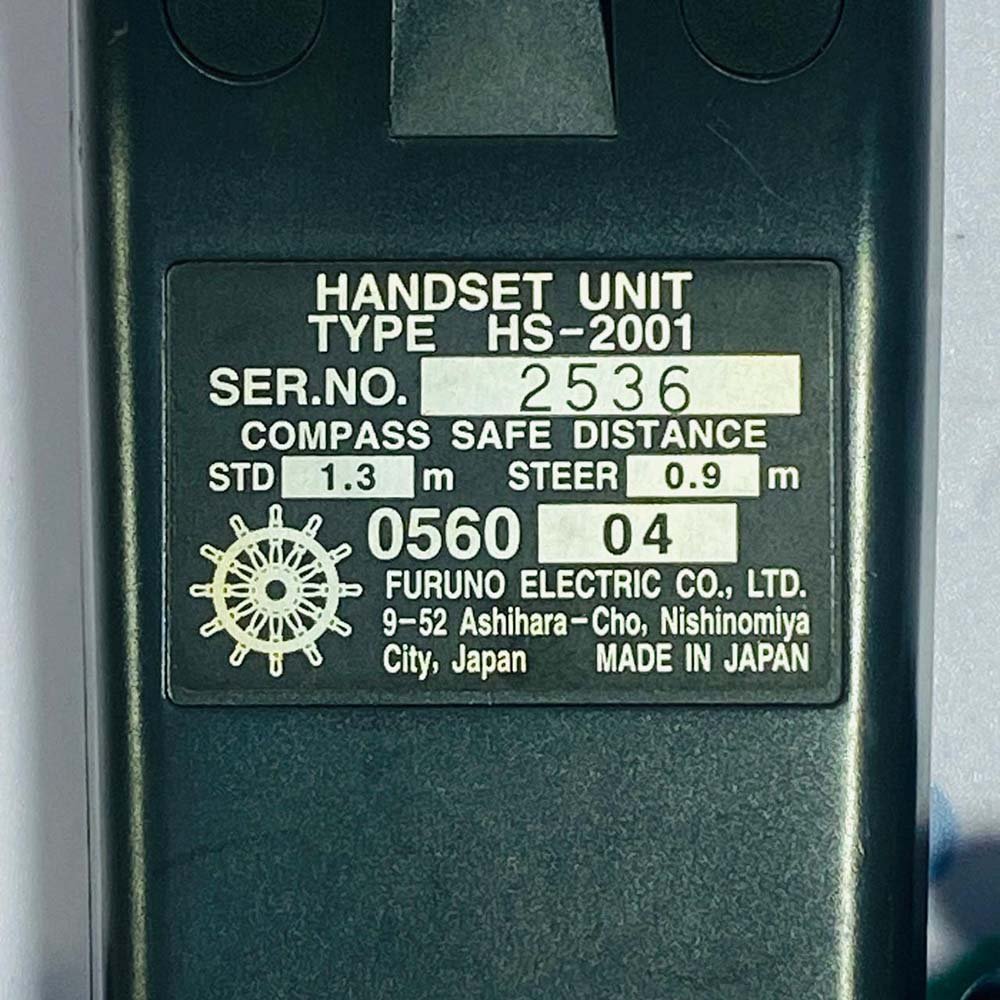 HANDSET UNIT
TYPE HS-2001
SER.NO. 2536
COMPASS SAFE DISTANCE
STD 1.3 m STEER 0.9 m
0560 04
FURUNO ELECTRIC CO., LTD.
9-52 Ashihara-Cho, Nishinomiya
City, Japan MADE IN JAPAN